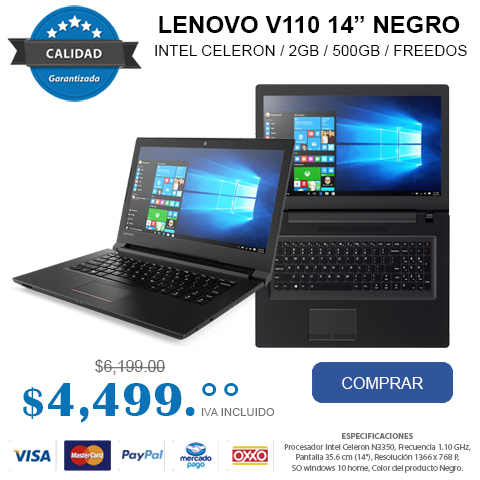 LENOVO V110 14” NEGRO
INTEL CELERON / 2GB / 500GB / FREEDOS
CALIDAD
Garantizada
$6,199.00
$4,499.°°
IVA INCLUIDO
COMPRAR
VISA
MasterCard
PayPal
mercado
pago
OXXO
ESPECIFICACIONES
Procesador Intel Celeron N3350, Frecuencia 1.10 GHz,
Pantalla 35.6 cm (14"), Resolución 1366 x 768 P,
SO windows 10 home, Color del producto Negro.